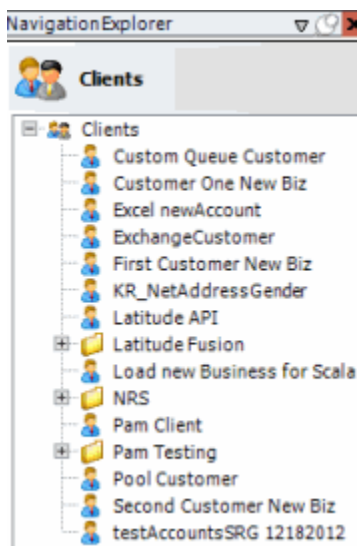 NavigationExplorer
Clients
Clients
Custom Queue Customer
Customer One New Biz
Excel newAccount
ExchangeCustomer
First Customer New Biz
KR_NetAddressGender
Latitude API
Latitude Fusion
Load new Business for Scala
NRS
Pam Client
Pam Testing
Pool Customer
Second Customer New Biz
testAccountsSRG 12182012